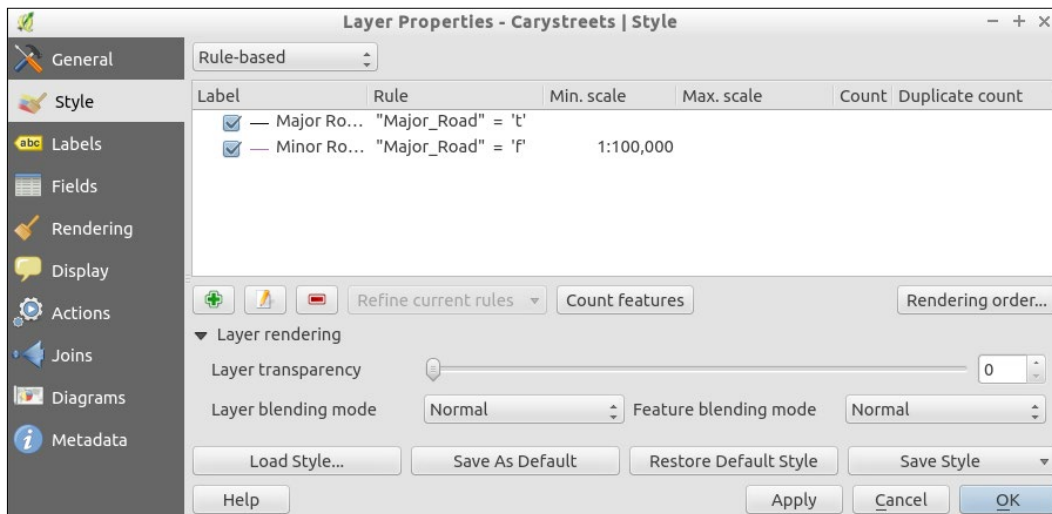 Layer Properties - Carystreets | Style
General
Style
abc Labels
Fields
Rendering
Display
Actions
Joins
Diagrams
i Metadata
Rule-based
Label Rule Min. scale Max. scale Count Duplicate count
Major Ro... "Major_Road" = 't'
Minor Ro... "Major_Road" = 'f' 1:100,000
Refine current rules Count features Rendering order...
Layer rendering
Layer transparency 0
Layer blending mode Normal Feature blending mode Normal
Load Style... Save As Default Restore Default Style Save Style
Help Apply Cancel OK